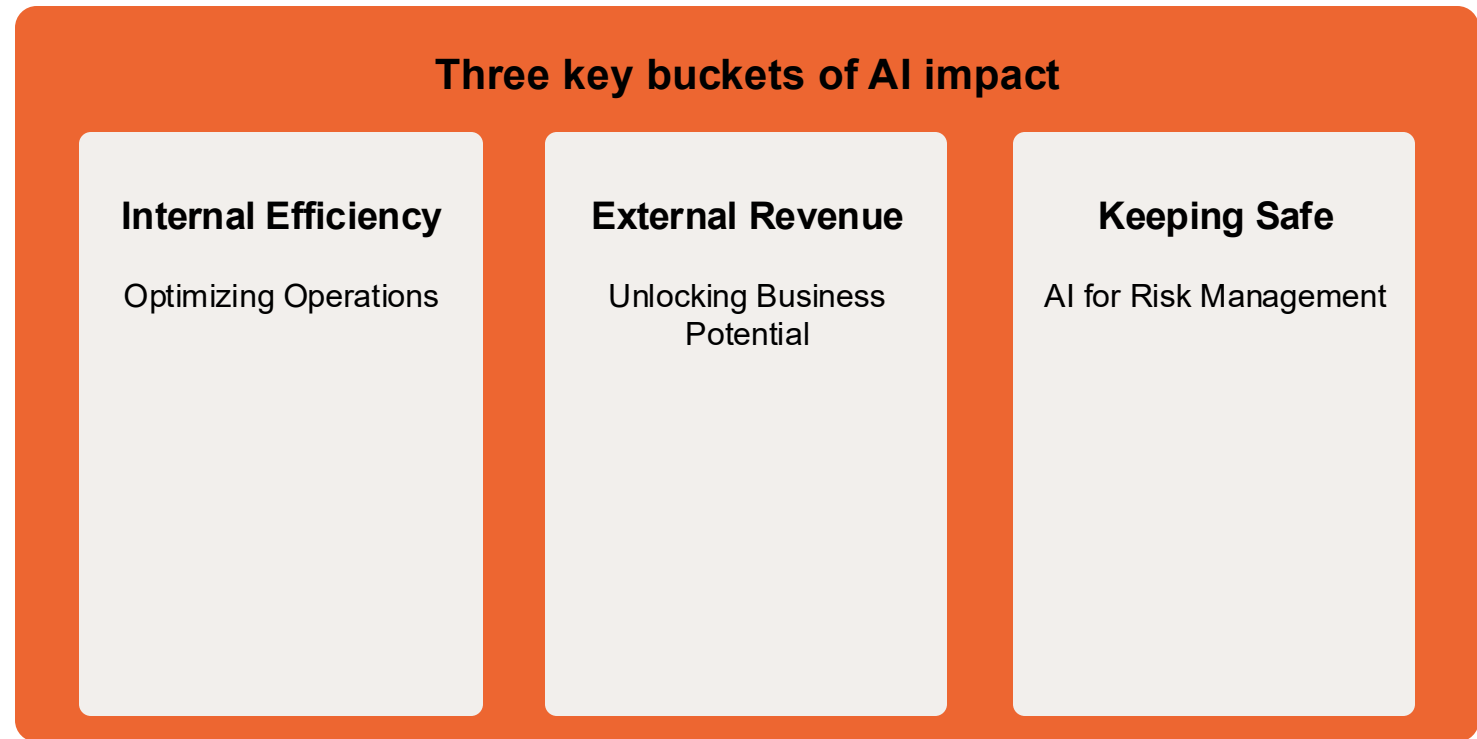 Three key buckets of AI impact
Internal Efficiency
Optimizing Operations
External Revenue
Unlocking Business
Potential
Keeping Safe
AI for Risk Management